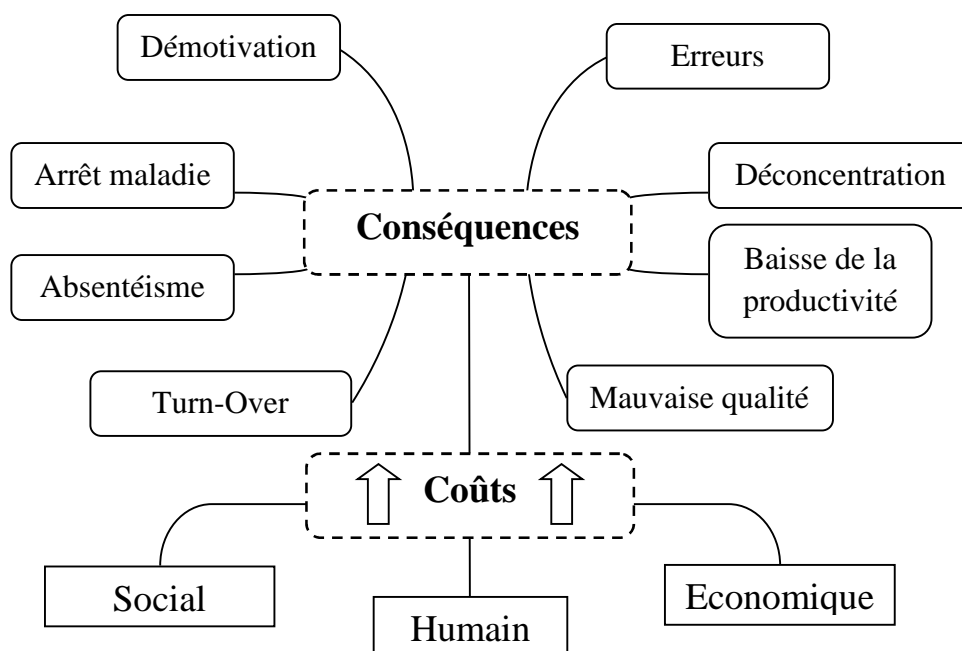 Démotivation
Erreurs
Arrêt maladie
Déconcentration
Conséquences
Absentéisme
Baisse de la
productivité
Turn-Over
Mauvaise qualité
Coûts
Social
Humain
Economique